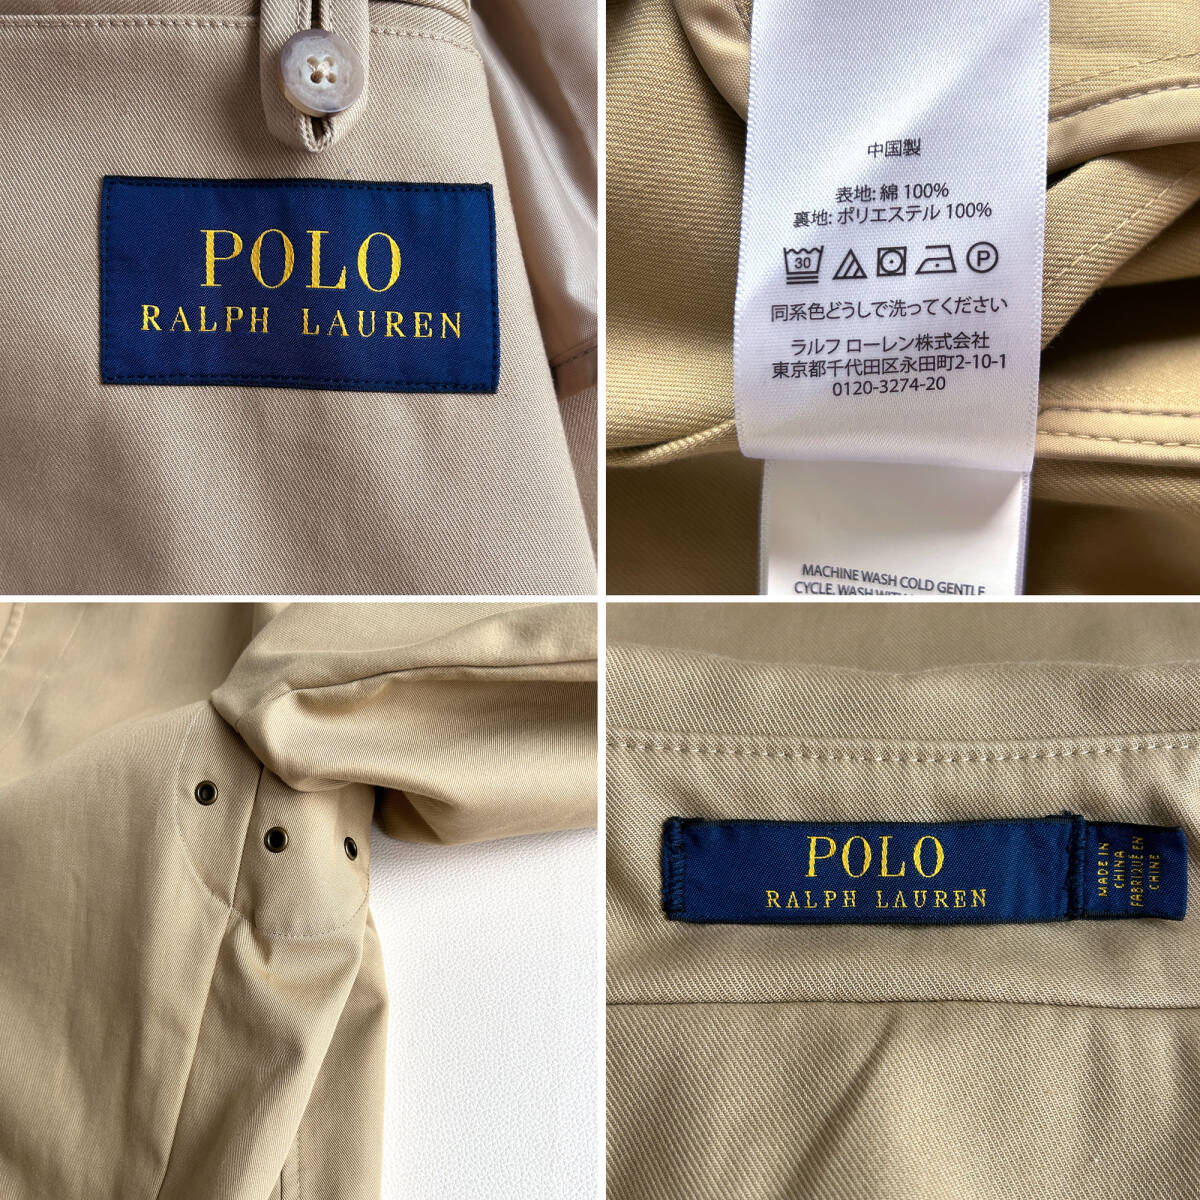 POLO
RALPH LAUREN
中国製
表地: 綿 100%
裏地: ポリエステル 100%
30
P
同系色どうしで洗ってください
ラルフ ローレン株式会社
東京都千代田区永田町2-10-1
0120-3274-20
MACHINE WASH COLD GENTLE
CYCLE. WASH
POLO
RALPH LAUREN
MADE IN
CHINA
FABRIQUÉ EN
CHINE